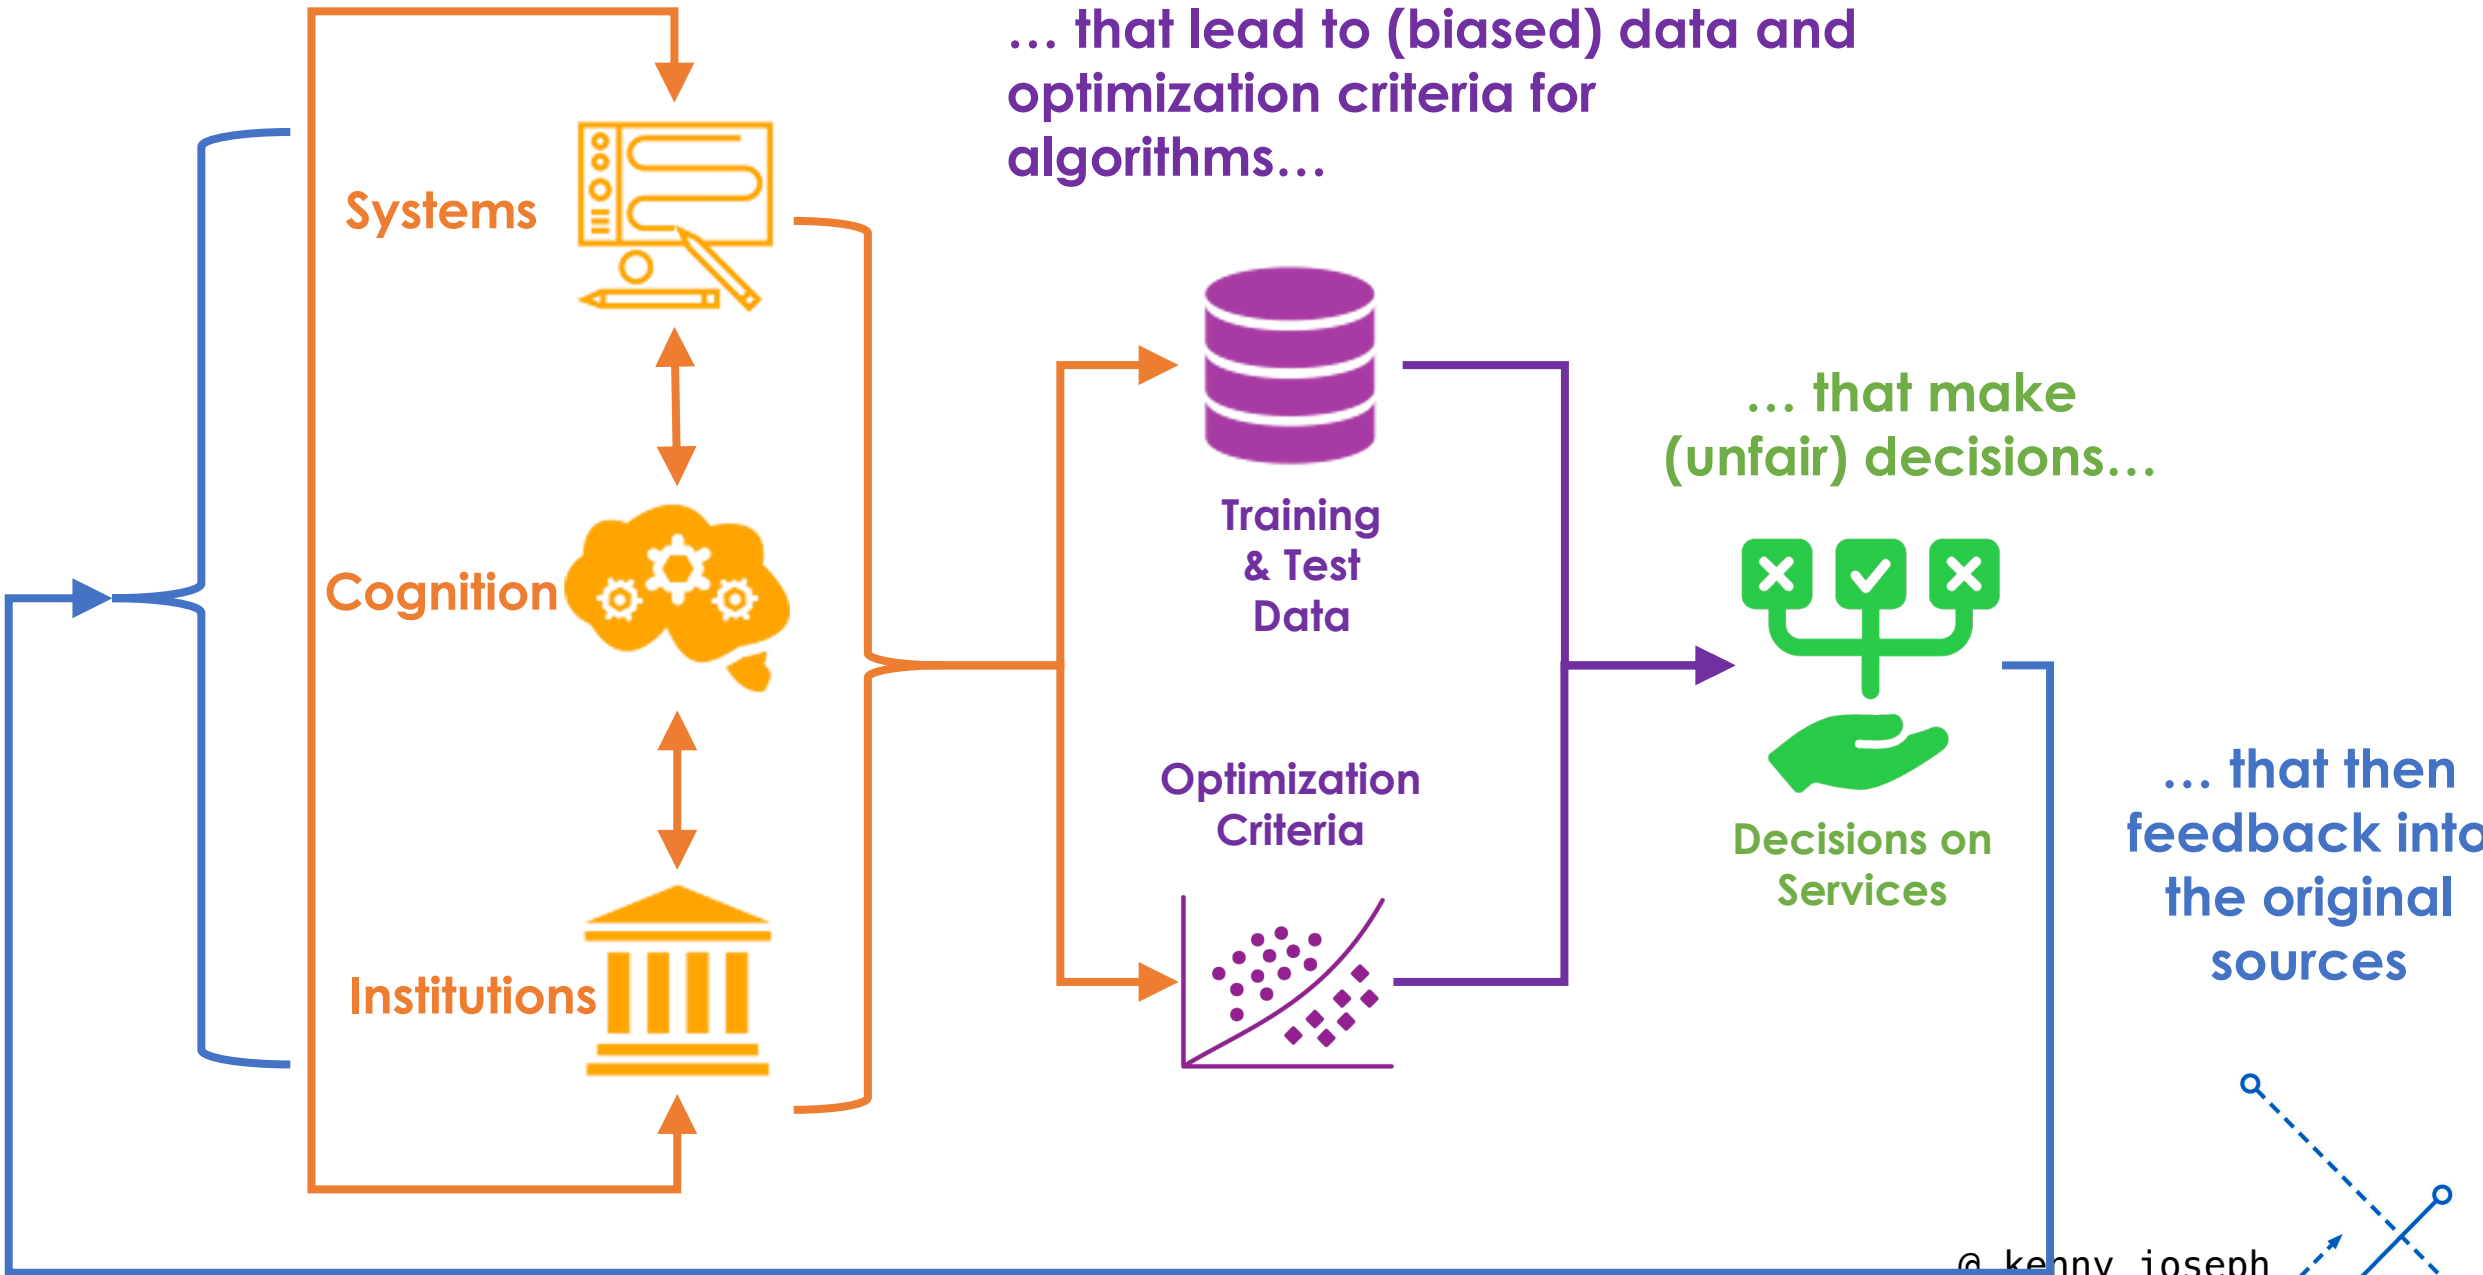 … that lead to (biased) data and
optimization criteria for
algorithms…
Systems
Cognition
Institutions
Training
& Test
Data
Optimization
Criteria
… that make
(unfair) decisions…
Decisions on
Services
… that then
feedback into
the original
sources
@_kenny_joseph